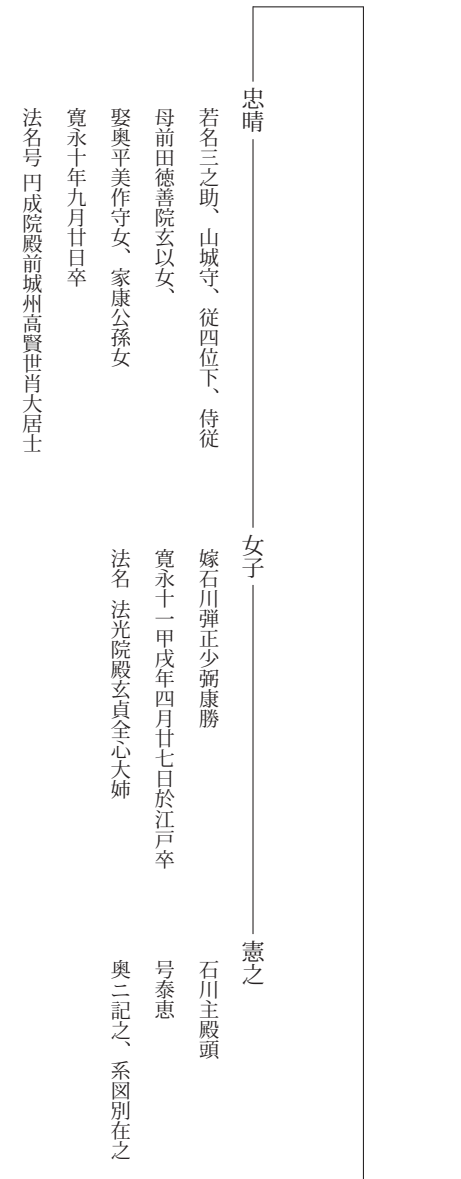 忠晴
若名三之助、山城守、従四位下、侍従
母前田徳善院玄以女、
娶奥平美作守女、家康公孫女
寛永十年九月廿日卒
法名号 円成院殿前城州高賢世肖大居士
女子
嫁石川弾正少弼康勝
寛永十一甲戌年四月廿七日於江戸卒
法名 法光院殿玄貞全心大姉
憲之
石川主殿頭
号泰恵
奥ニ記之、系図別在之